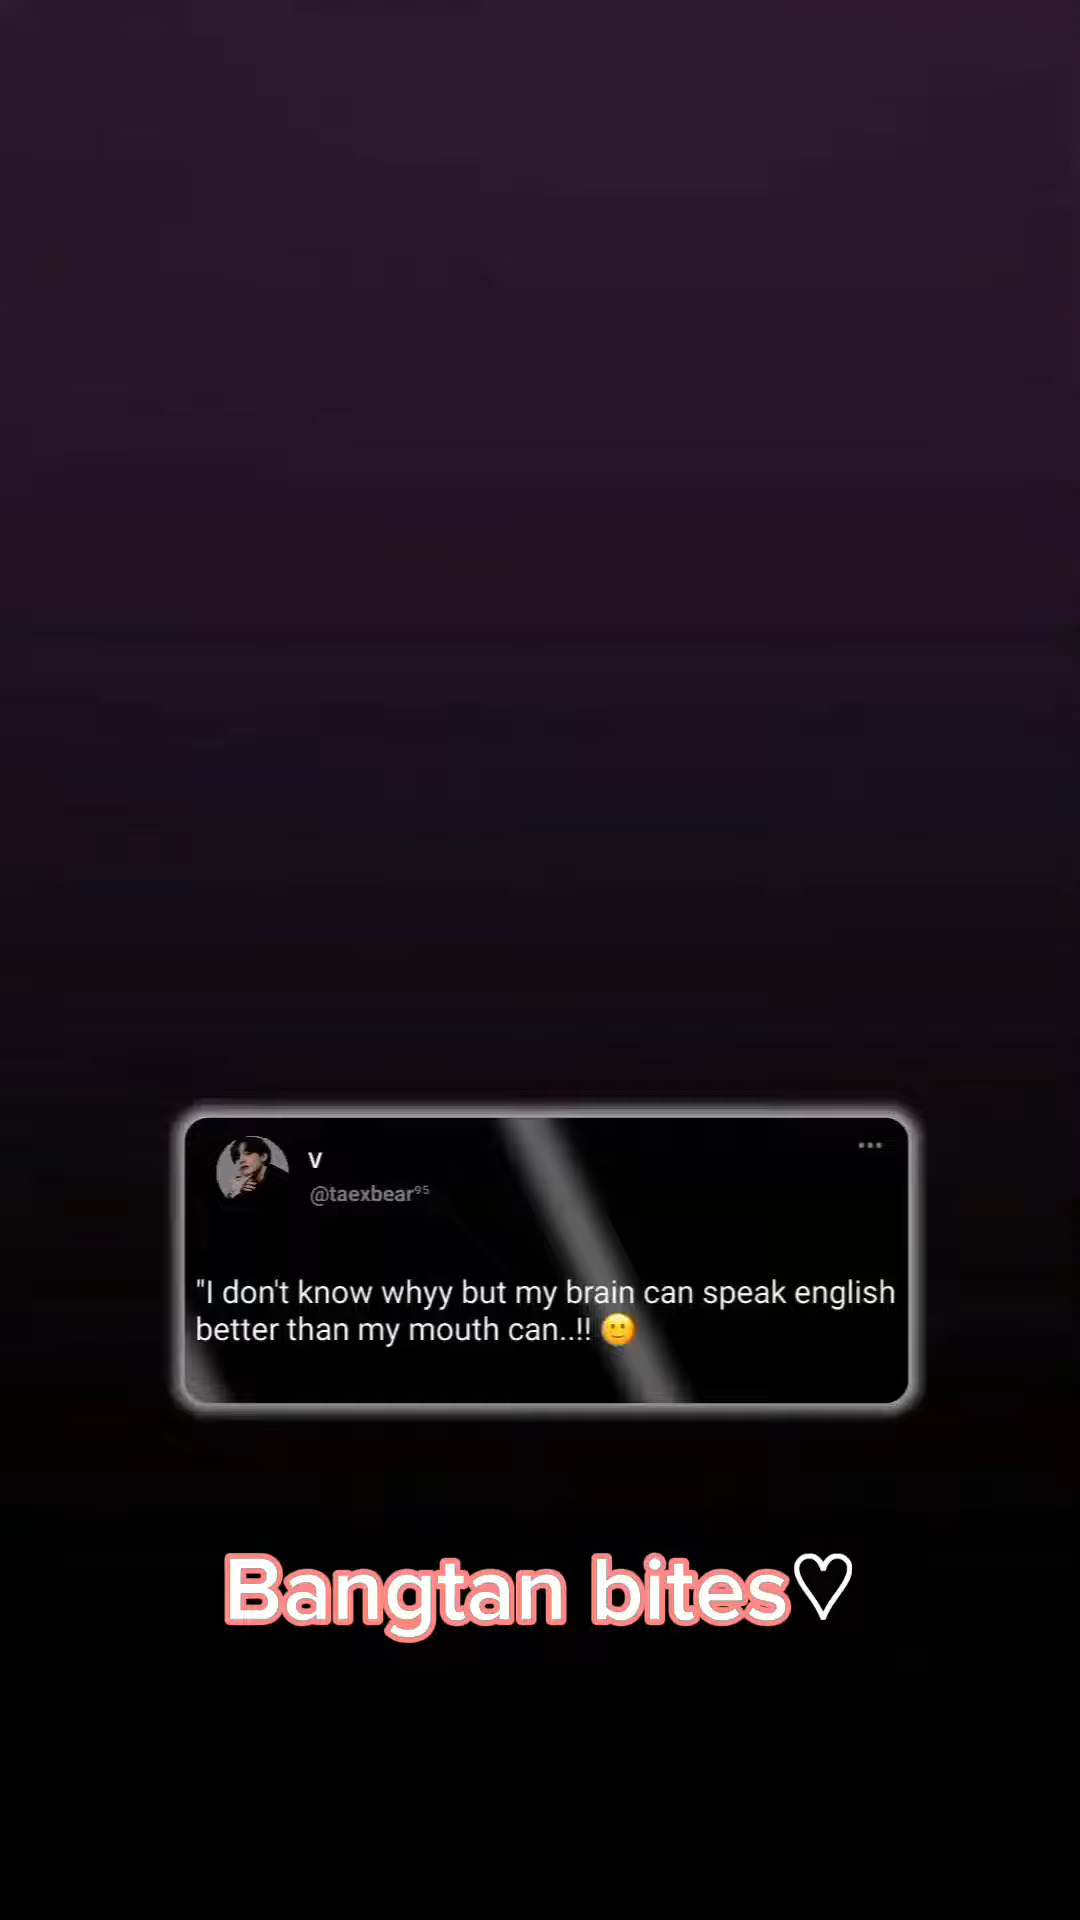 V
@taexbear⁹⁵
"I don't know whyy but my brain can speak english
better than my mouth can..!! 🙂
Bangtan bites♡